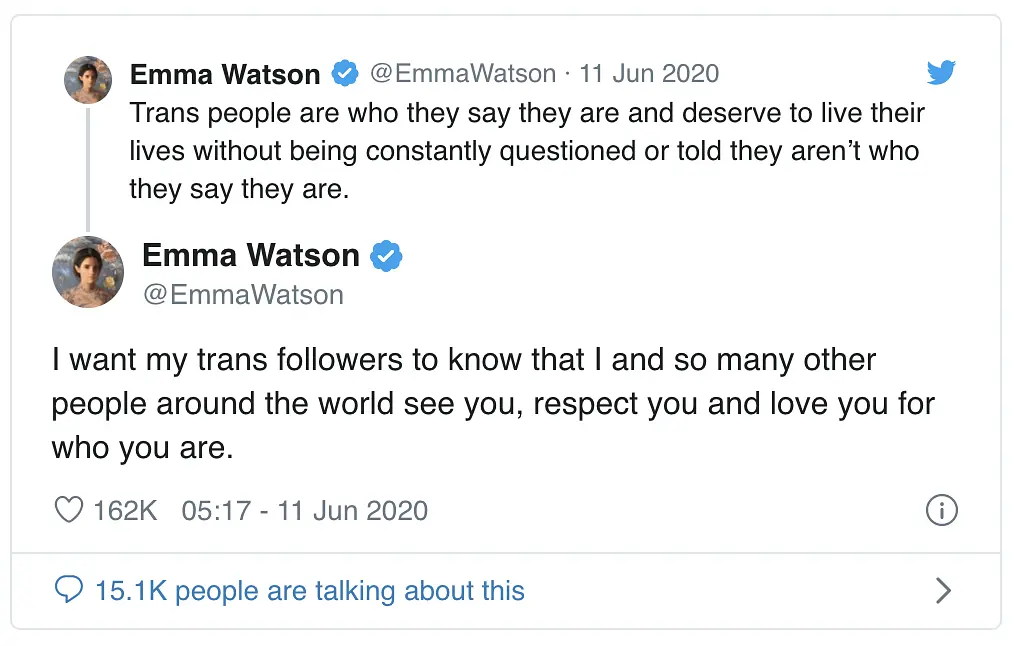 Emma Watson @EmmaWatson · 11 Jun 2020
Trans people are who they say they are and deserve to live their
lives without being constantly questioned or told they aren’t who
they say they are.
Emma Watson
@EmmaWatson
I want my trans followers to know that I and so many other
people around the world see you, respect you and love you for
who you are.
162K 05:17 - 11 Jun 2020
15.1K people are talking about this